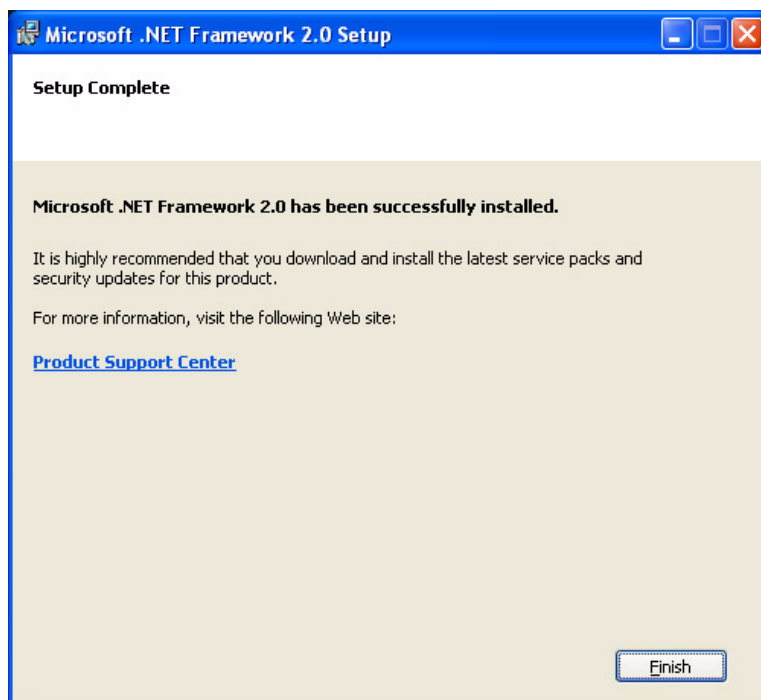 Microsoft .NET Framework 2.0 Setup
Setup Complete
Microsoft .NET Framework 2.0 has been successfully installed.
It is highly recommended that you download and install the latest service packs and
security updates for this product.
For more information, visit the following Web site:
Product Support Center
Finish